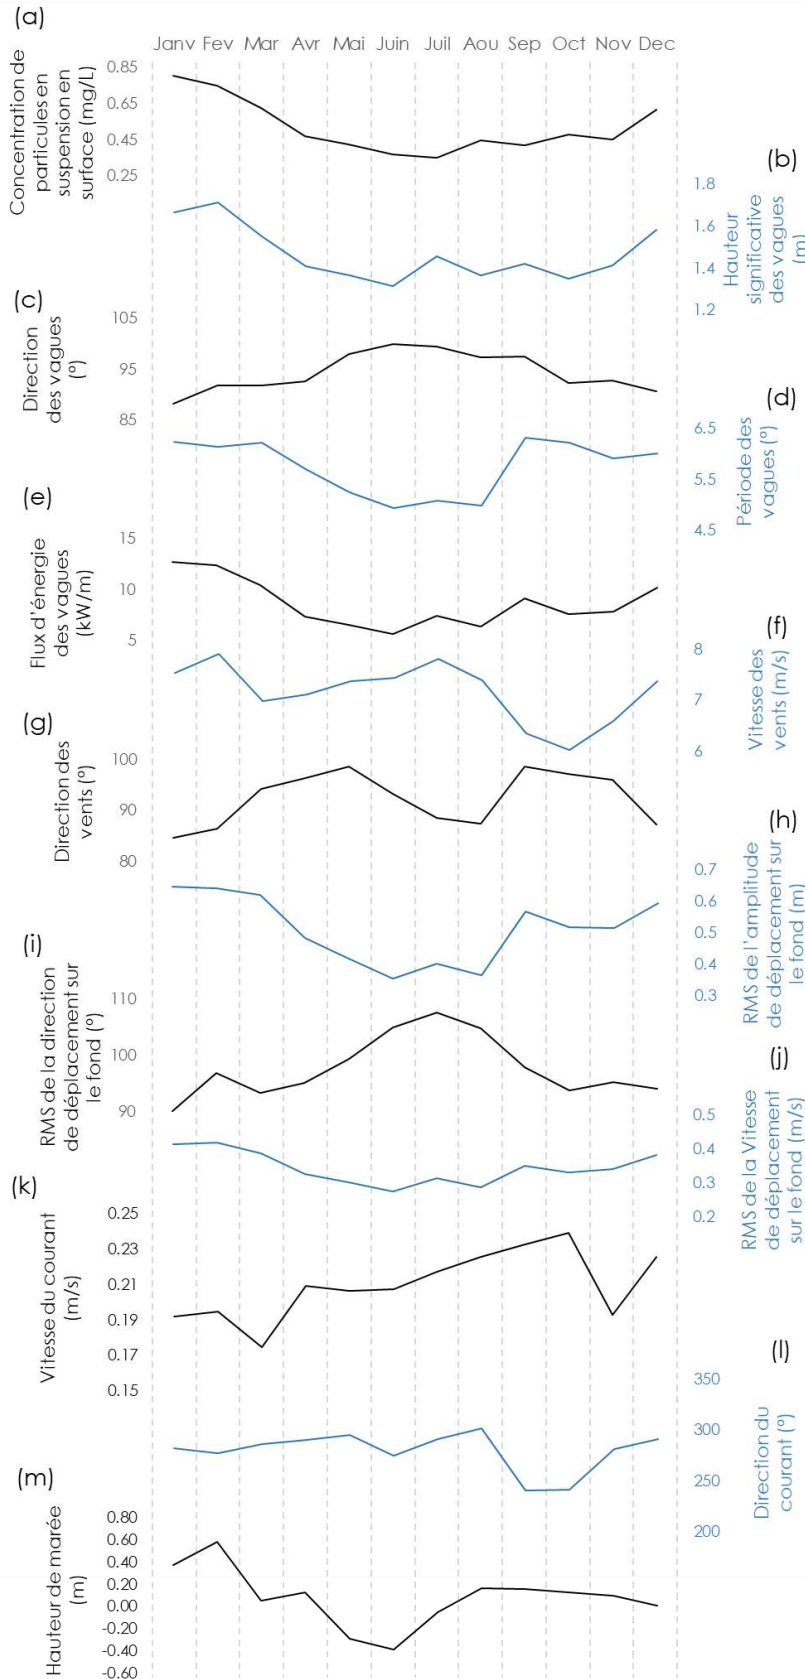 (a)
Janv Fev Mar Avr Mai Juin Juil Aou Sep Oct Nov Dec
Concentration de
particules en
suspension en
surface (mg/L)
0.85
0.65
0.45
0.25
(b)
1.8
1.6
1.4
1.2
Hauteur
significative
des vagues
(m)
(c)
Direction
des vagues
(º)
105
95
85
(d)
6.5
5.5
4.5
Période des
vagues (º)
(e)
Flux d'énergie
des vagues
(kW/m)
15
10
5
(f)
8
7
6
Vitesse des
vents (m/s)
(g)
Direction des
vents (º)
100
90
80
(h)
0.7
0.6
0.5
0.4
0.3
RMS de l'amplitude
de déplacement sur
le fond (m)
(i)
RMS de la direction
de déplacement sur
le fond (º)
110
100
90
(j)
0.5
0.4
0.3
0.2
RMS de la Vitesse
de déplacement
sur le fond (m/s)
(k)
Vitesse du courant
(m/s)
0.25
0.23
0.21
0.19
0.17
0.15
(l)
350
300
250
200
Direction du
courant (º)
(m)
Hauteur de marée
(m)
0.80
0.60
0.40
0.20
0.00
-0.20
-0.40
-0.60